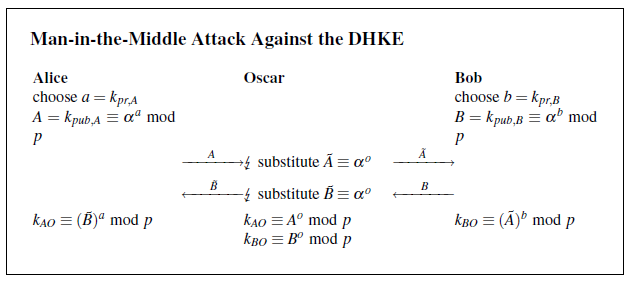 Man-in-the-Middle Attack Against the DHKE
Alice Oscar Bob
choose a = k_{pr,A} choose b = k_{pr,B}
A = k_{pub,A} ≡ α^a mod B = k_{pub,B} ≡ α^b mod
p p
A substitute Ã ≡ α^o Ã
B̃ substitute B̃ ≡ α^o B
k_{AO} ≡ (B̃)^a mod p k_{AO} ≡ A^o mod p k_{BO} ≡ (Ã)^b mod p
k_{BO} ≡ B^o mod p